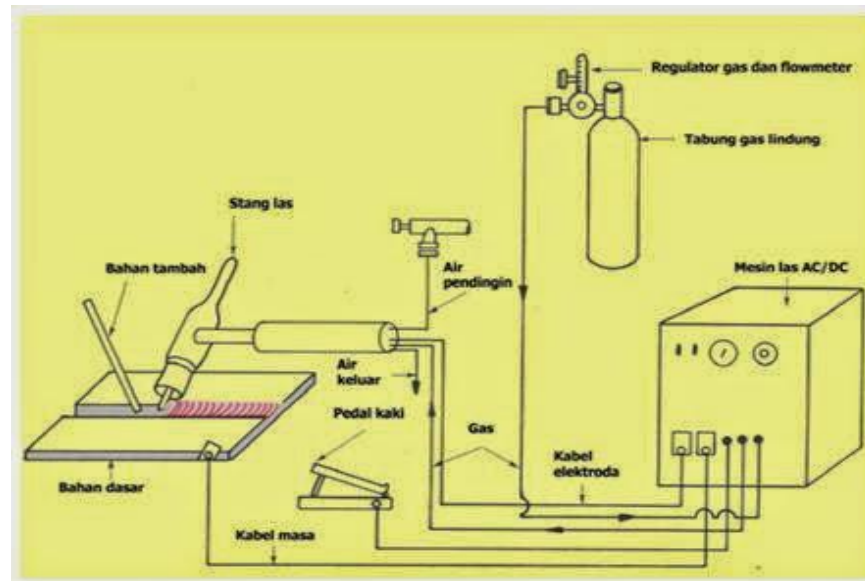 Regulator gas dan flowmeter
Tabung gas lindung
Stang las
Bahan tambah
Air
pendingin
Mesin las AC/DC
Air
keluar
Pedal kaki
Gas
Kabel
elektroda
Bahan dasar
Kabel masa